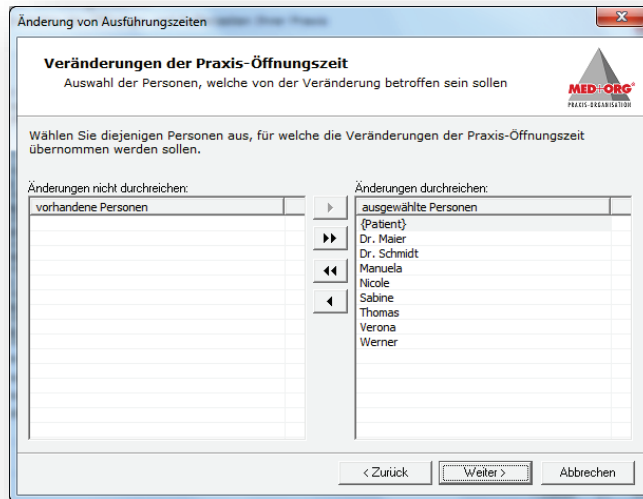 Änderung von Ausführungszeiten
Veränderungen der Praxis-Öffnungszeit
Auswahl der Personen, welche von der Veränderung betroffen sein sollen
MED+ORG®
PRAXIS-ORGANISATION
Wählen Sie diejenigen Personen aus, für welche die Veränderungen der Praxis-Öffnungszeit
übernommen werden sollen.
Änderungen nicht durchreichen:
vorhandene Personen
Änderungen durchreichen:
ausgewählte Personen
{Patient}
Dr. Maier
Dr. Schmidt
Manuela
Nicole
Sabine
Thomas
Verona
Werner
< Zurück
Weiter >
Abbrechen